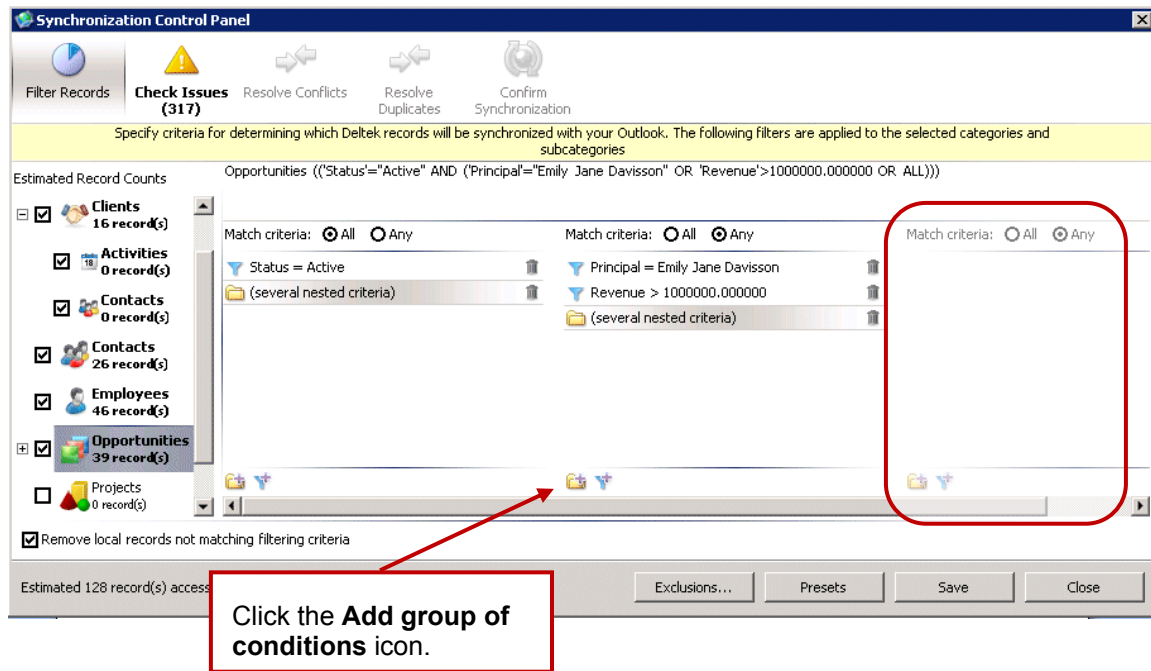 Synchronization Control Panel
Filter Records
Check Issues
(317)
Resolve Conflicts
Resolve
Duplicates
Confirm
Synchronization
Specify criteria for determining which Deltek records will be synchronized with your Outlook. The following filters are applied to the selected categories and
subcategories
Estimated Record Counts
Opportunities (('Status'="Active" AND ('Principal'="Emily Jane Davisson" OR 'Revenue'>1000000.000000 OR ALL)))
Clients
16 record(s)
18
Activities
0 record(s)
Contacts
0 record(s)
Contacts
26 record(s)
Employees
46 record(s)
Opportunities
39 record(s)
Projects
0 record(s)
Match criteria: All Any
Status = Active
(several nested criteria)
Match criteria: All Any
Principal = Emily Jane Davisson
Revenue > 1000000.000000
(several nested criteria)
Match criteria: All Any
Remove local records not matching filtering criteria
Estimated 128 record(s) access
Exclusions...
Presets
Save
Close
Click the Add group of
conditions icon.